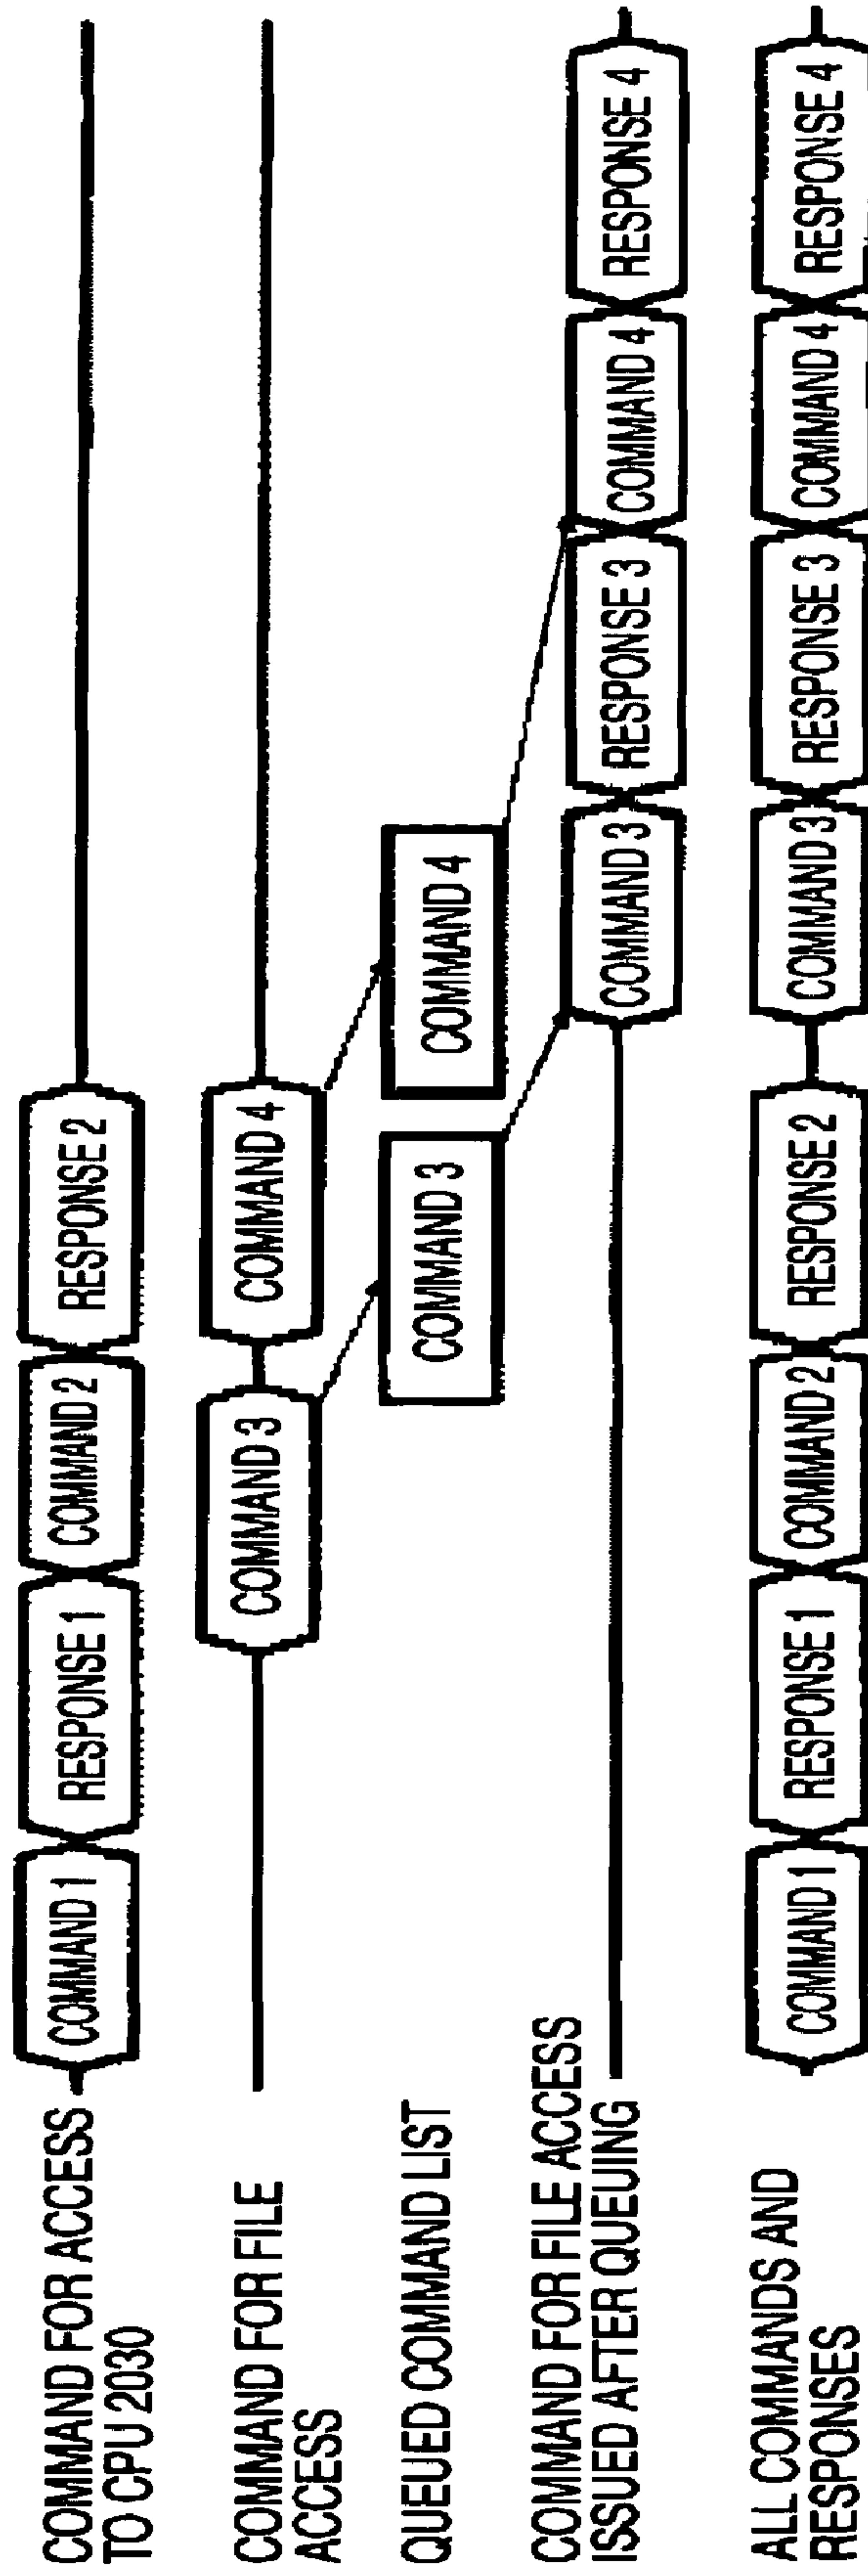 COMMAND FOR ACCESS
TO CPU 2030
COMMAND 1
RESPONSE 1
COMMAND 2
RESPONSE 2
COMMAND FOR FILE
ACCESS
COMMAND 3
COMMAND 4
QUEUED COMMAND LIST
COMMAND 3
COMMAND 4
COMMAND FOR FILE ACCESS
ISSUED AFTER QUEUING
COMMAND 3
RESPONSE 3
COMMAND 4
RESPONSE 4
ALL COMMANDS AND
RESPONSES
COMMAND 1
RESPONSE 1
COMMAND 2
RESPONSE 2
COMMAND 3
RESPONSE 3
COMMAND 4
RESPONSE 4